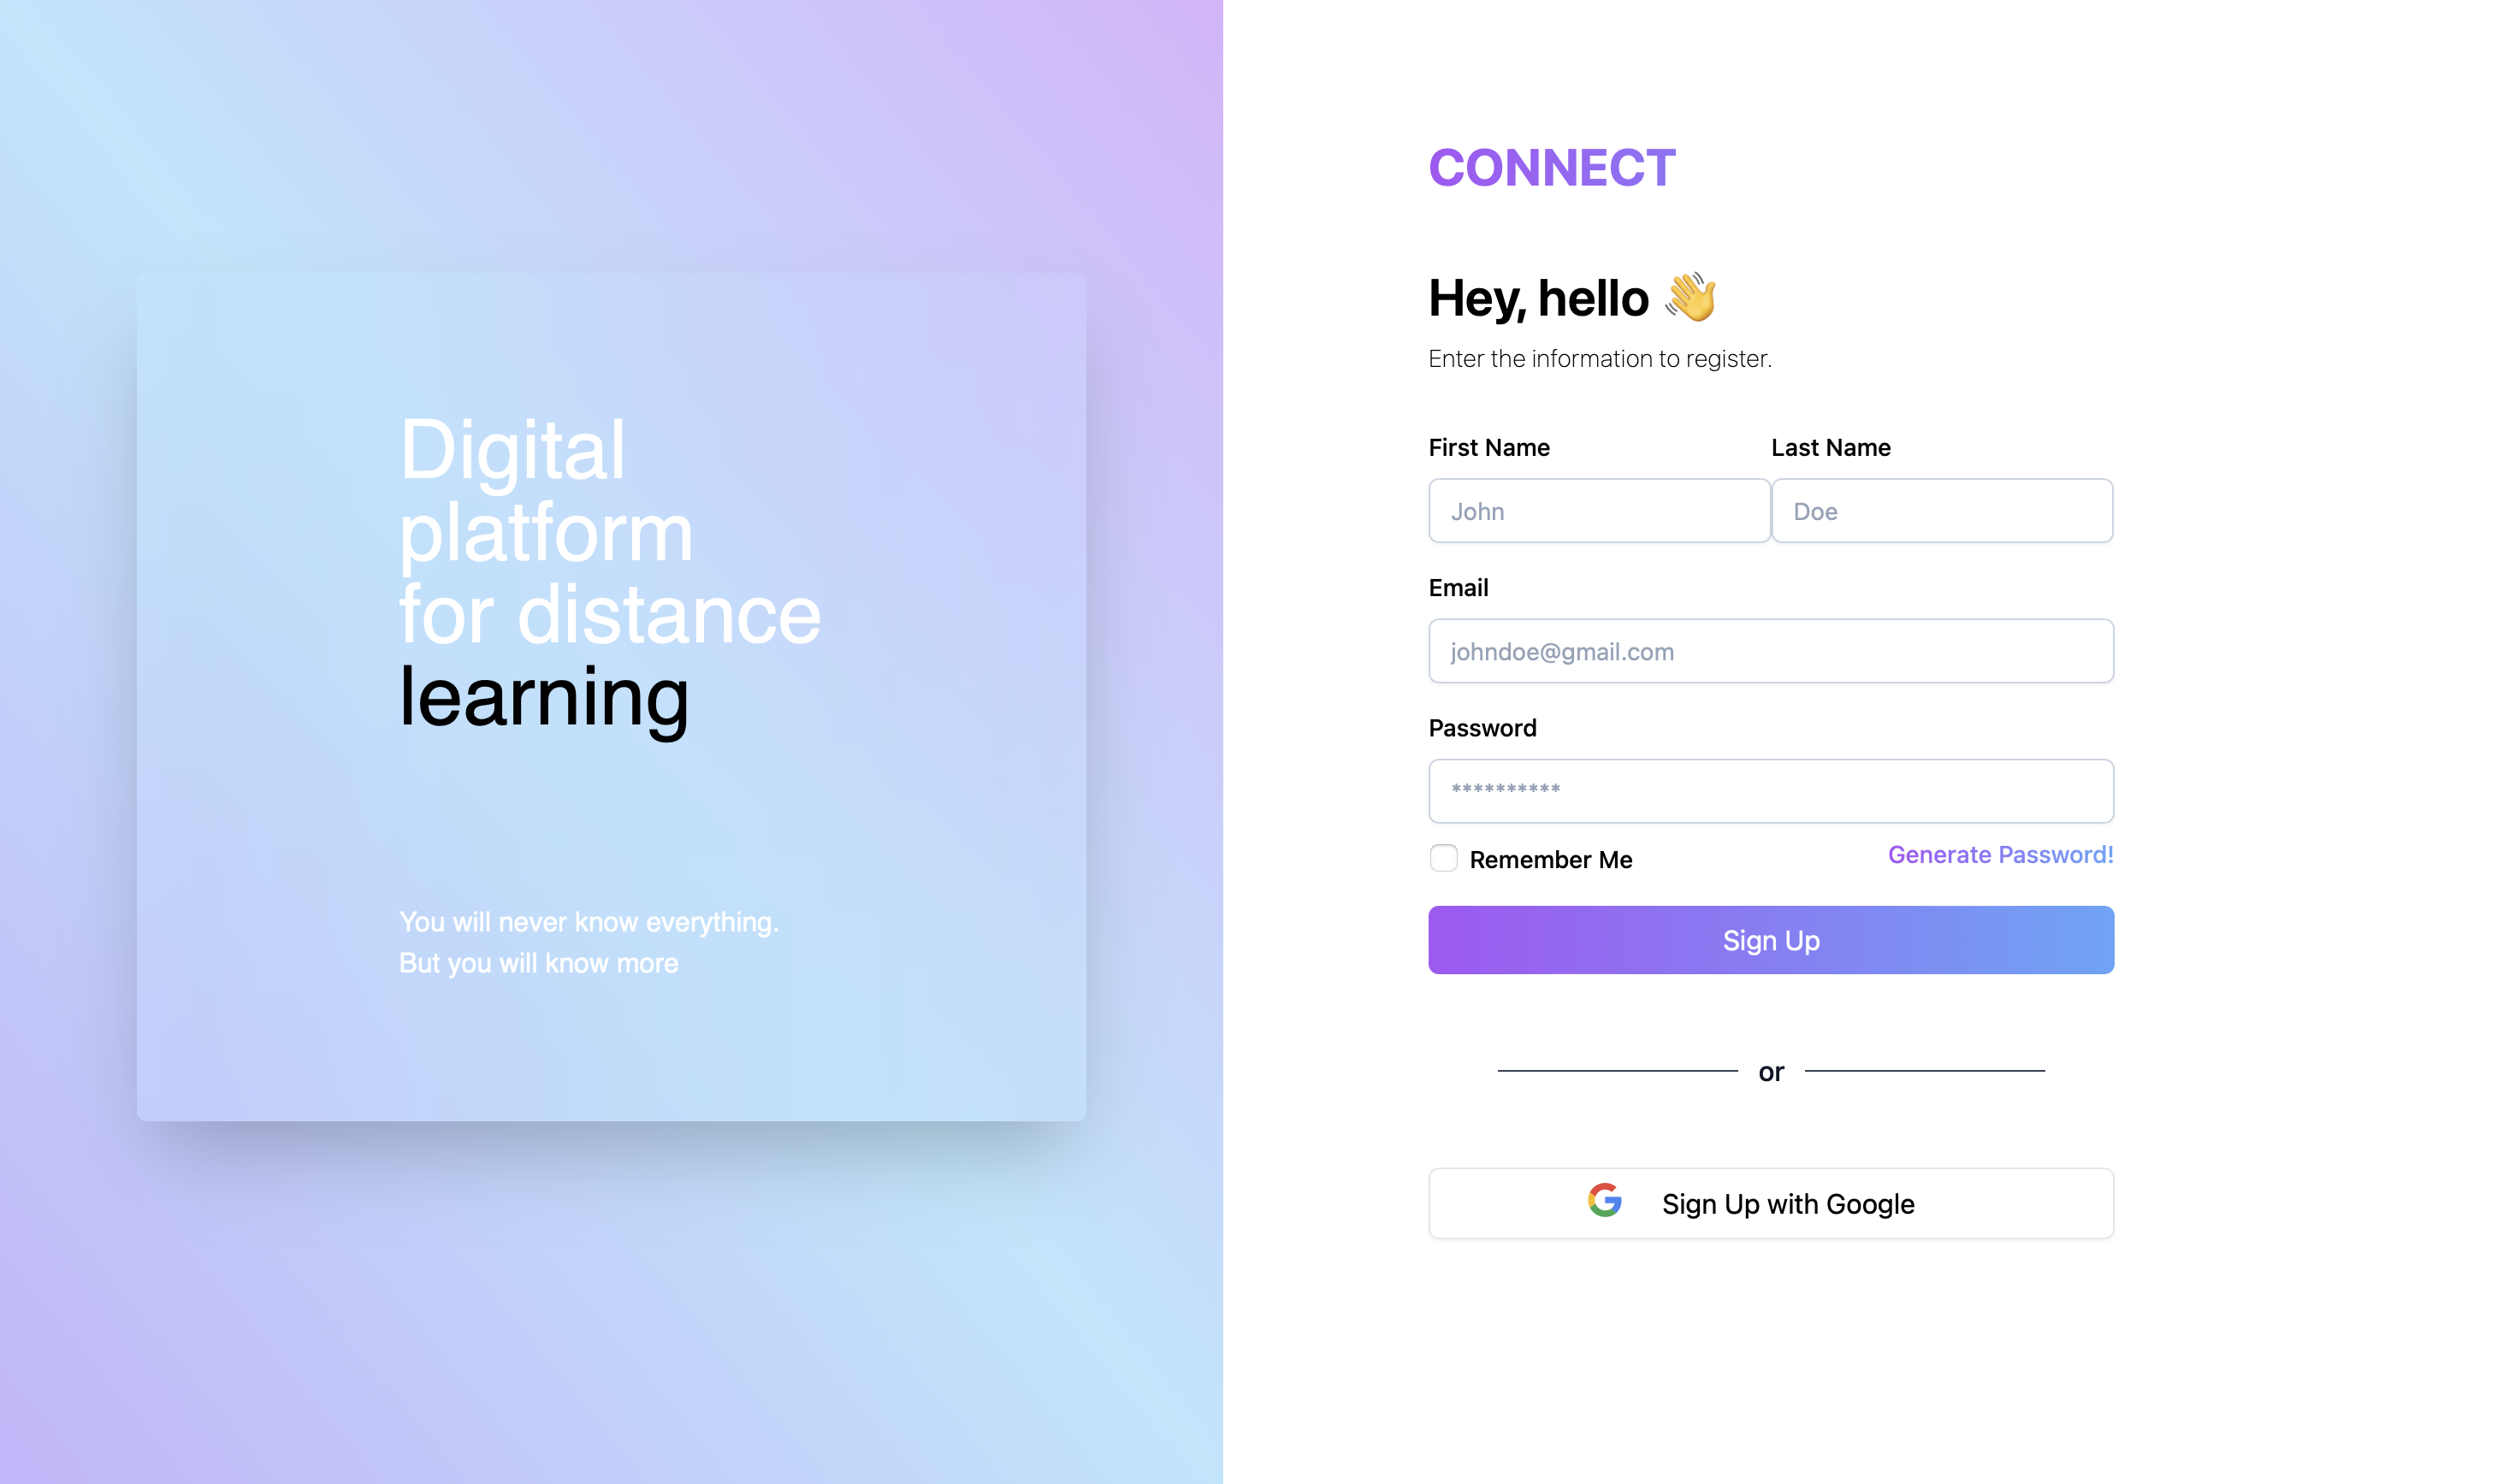 Digital
platform
for distance
learning
You will never know everything.
But you will know more
CONNECT
Hey, hello 👋
Enter the information to register.
First Name
Last Name
John
Doe
Email
johndoe@gmail.com
Password
**********
Remember Me
Generate Password!
Sign Up
or
Sign Up with Google